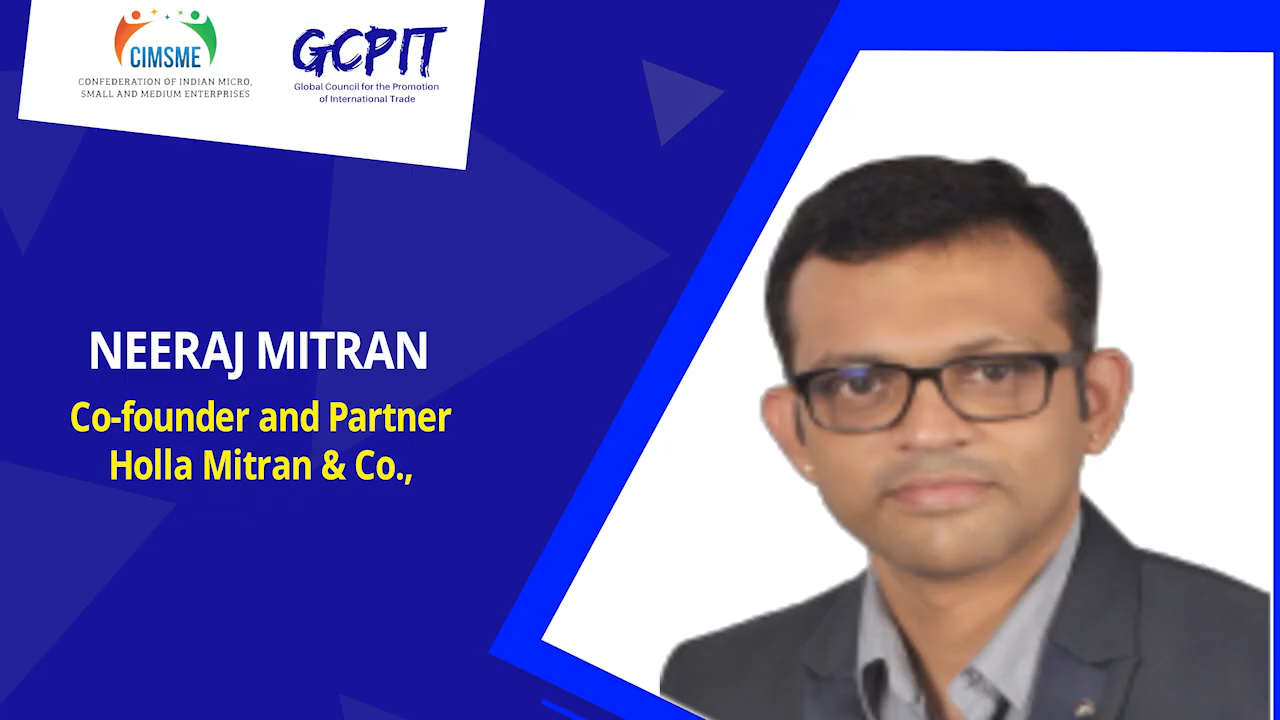 CIMSME
CONFEDERATION OF INDIAN MICRO,
SMALL AND MEDIUM ENTERPRISES
GCPIT
Global Council for the Promotion
of International Trade
NEERAJ MITRAN
Co-founder and Partner
Holla Mitran & Co.,